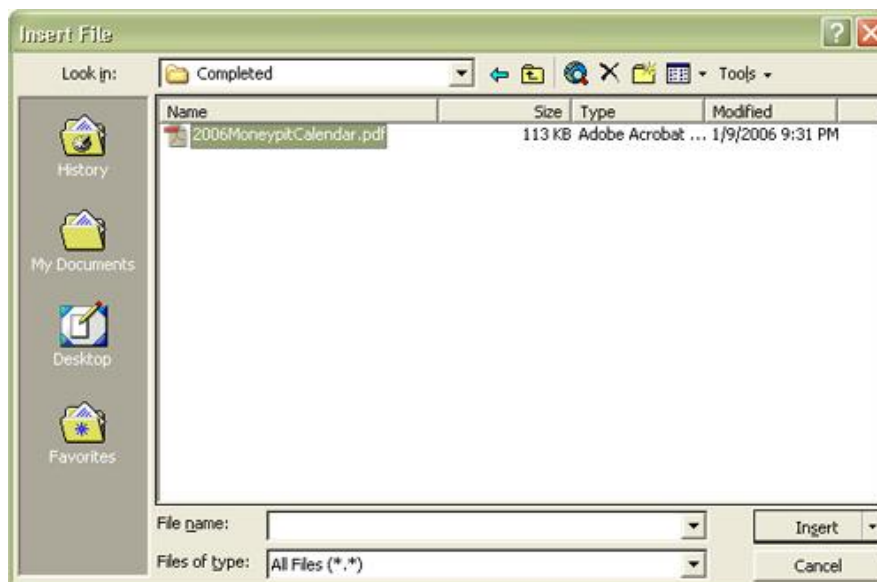 Insert File
Look in: Completed Tools
Name Size Type Modified
2006MoneypitCalendar.pdf 113 KB Adobe Acrobat ... 1/9/2006 9:31 PM
History
My Documents
Desktop
Favorites
File name: Insert
Files of type: All Files (*.*) Cancel